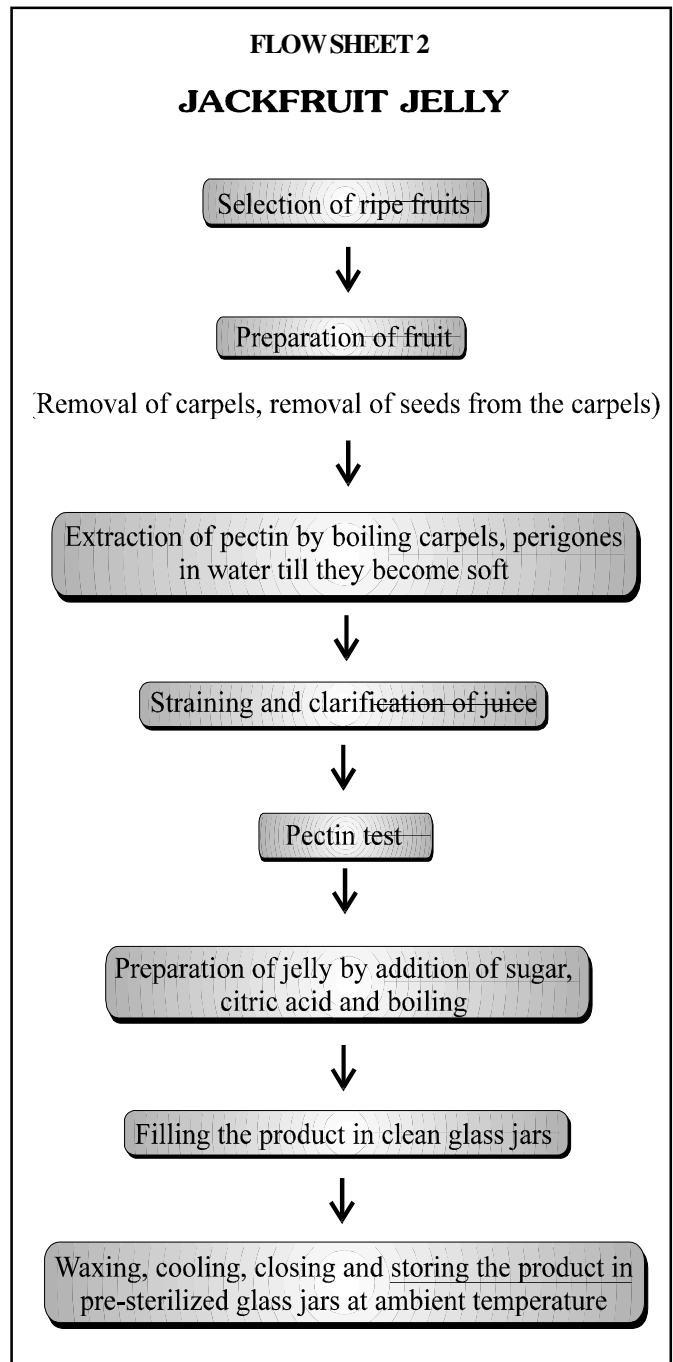 FLOW SHEET 2
JACKFRUIT JELLY
Selection of ripe fruits
Preparation of fruit
(Removal of carpels, removal of seeds from the carpels)
Extraction of pectin by boiling carpels, perigones
in water till they become soft
Straining and clarification of juice
Pectin test
Preparation of jelly by addition of sugar,
citric acid and boiling
Filling the product in clean glass jars
Waxing, cooling, closing and storing the product in
pre-sterilized glass jars at ambient temperature